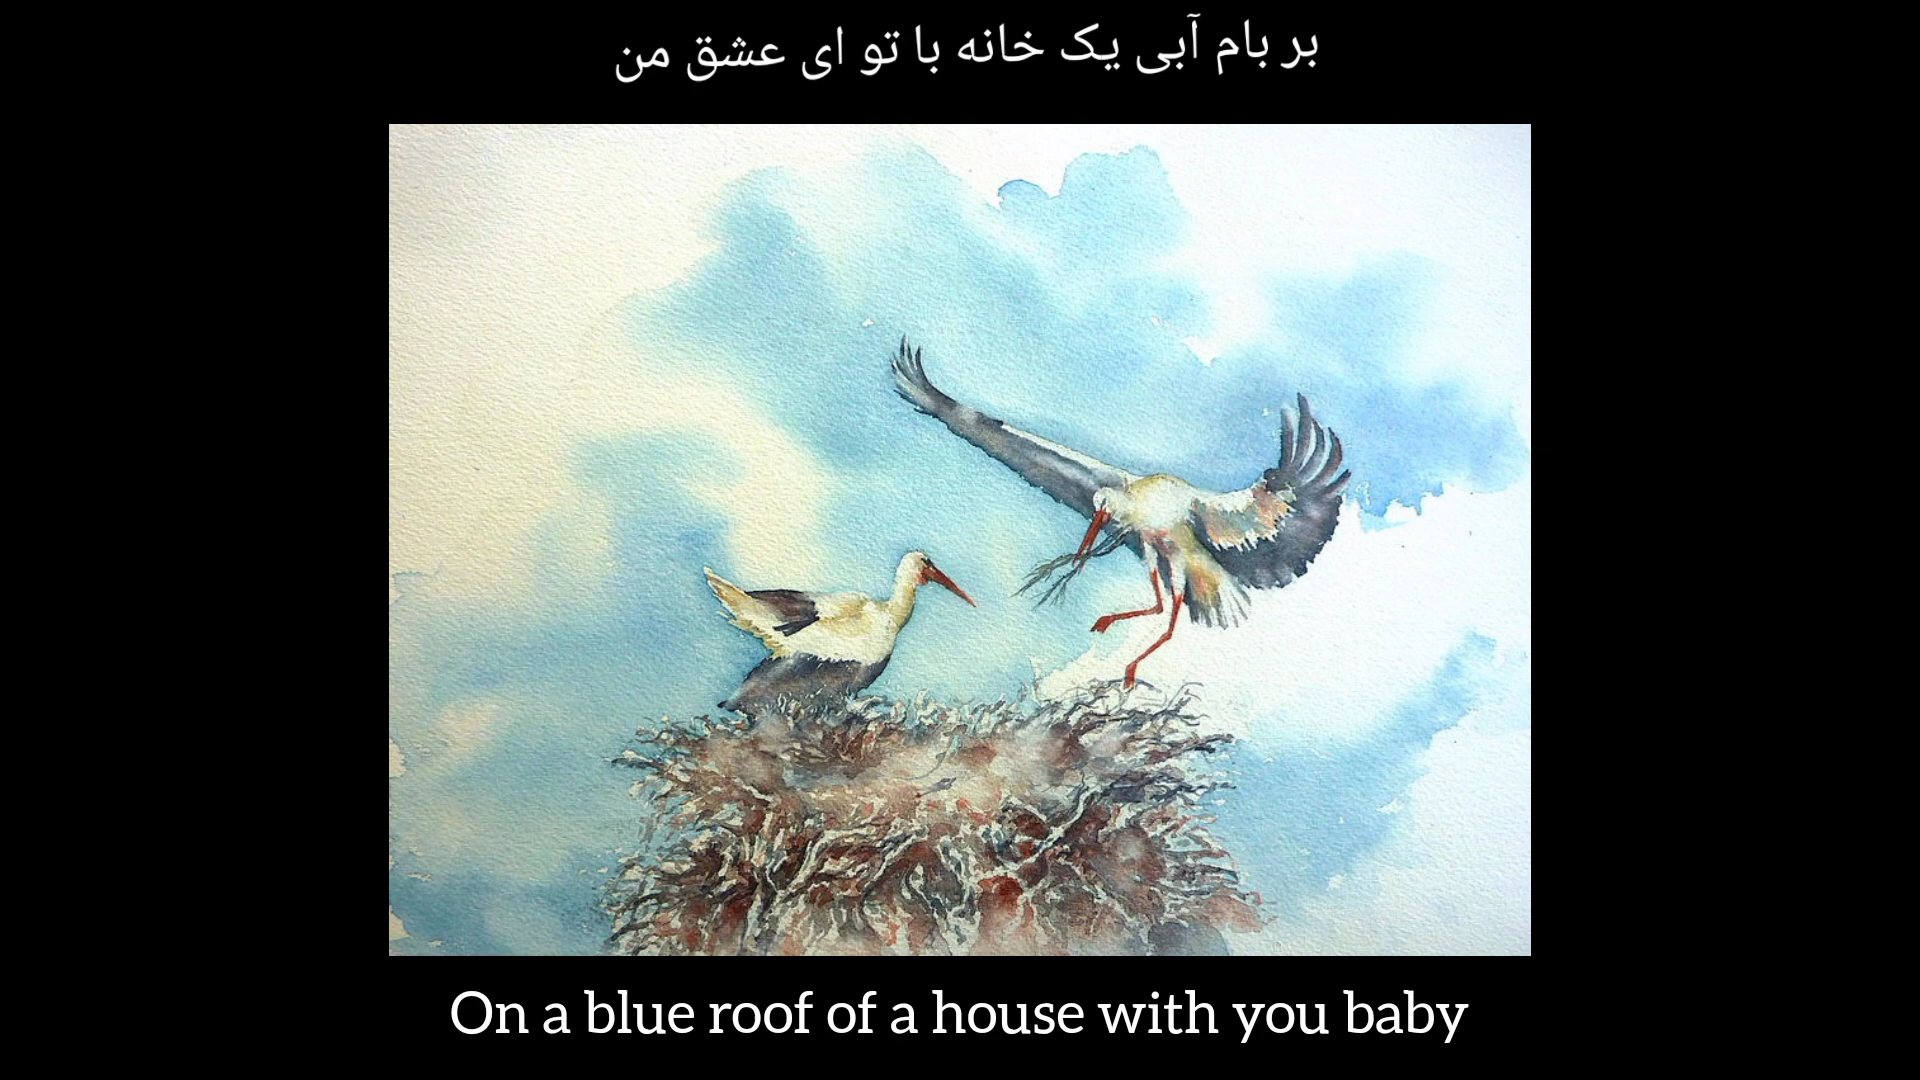 بر بام آبی یک خانه با تو ای عشق من
On a blue roof of a house with you baby